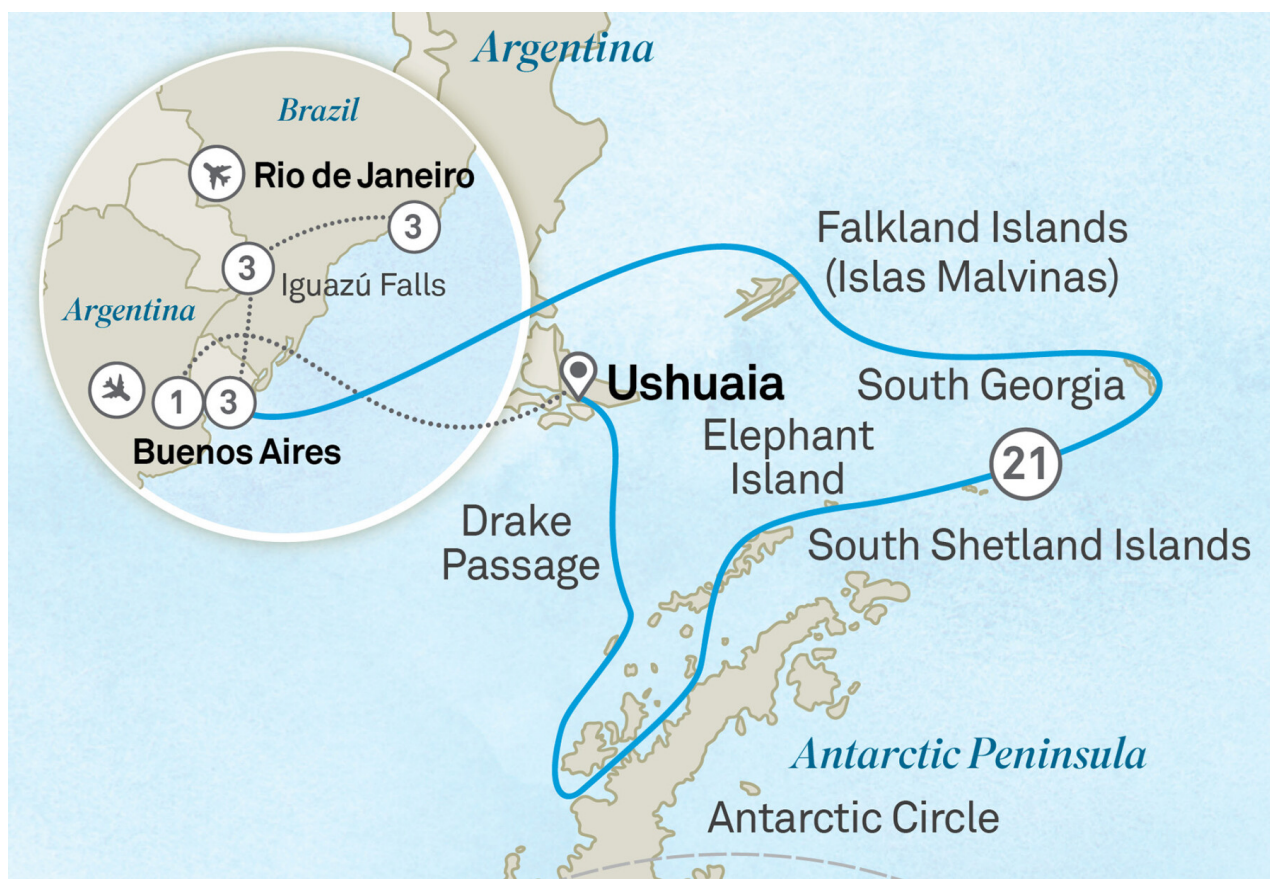 Argentina
Brazil
Rio de Janeiro
3
3
Iguazú Falls
Argentina
1
3
Buenos Aires
Falkland Islands
(Islas Malvinas)
Ushuaia
South Georgia
Elephant
Island
21
Drake
Passage
South Shetland Islands
Antarctic Peninsula
Antarctic Circle